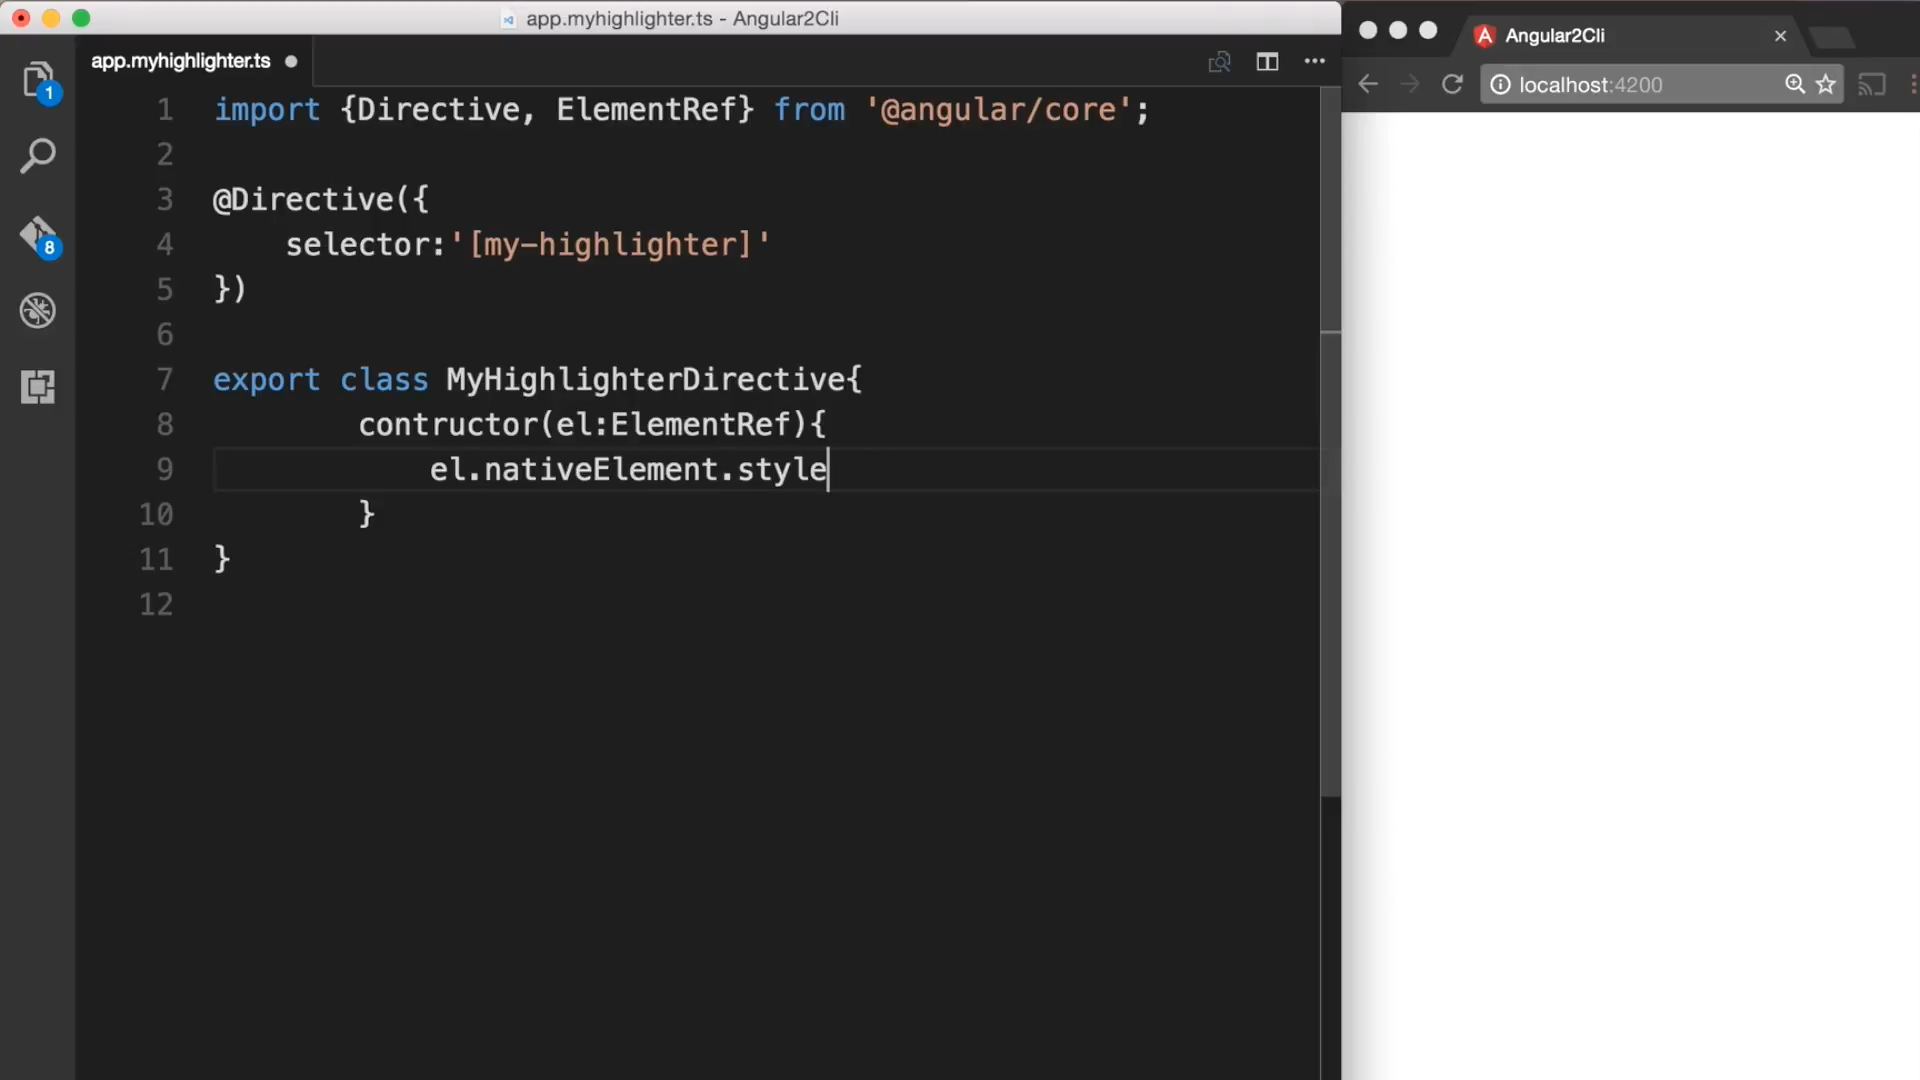 app.myhighlighter.ts - Angular2Cli
app.myhighlighter.ts
1
8
1 import {Directive, ElementRef} from '@angular/core';
2
3 @Directive({
4 selector:'[my-highlighter]'
5 })
6
7 export class MyHighlighterDirective{
8 contructor(el:ElementRef){
9 el.nativeElement.style
10 }
11 }
12
Angular2Cli
localhost:4200